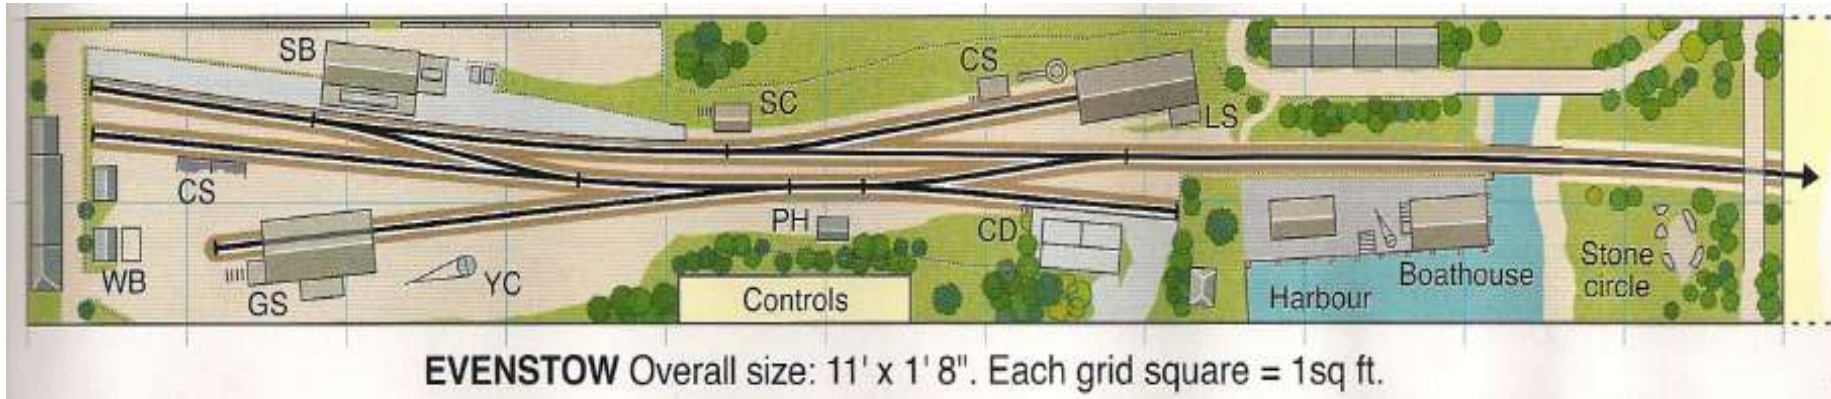 SB
CS
SC
LS
CS
WB
GS
YC
PH
CD
Controls
Harbour
Boathouse
Stone
circle
EVENSTOW Overall size: 11' x 1' 8". Each grid square = 1sq ft.